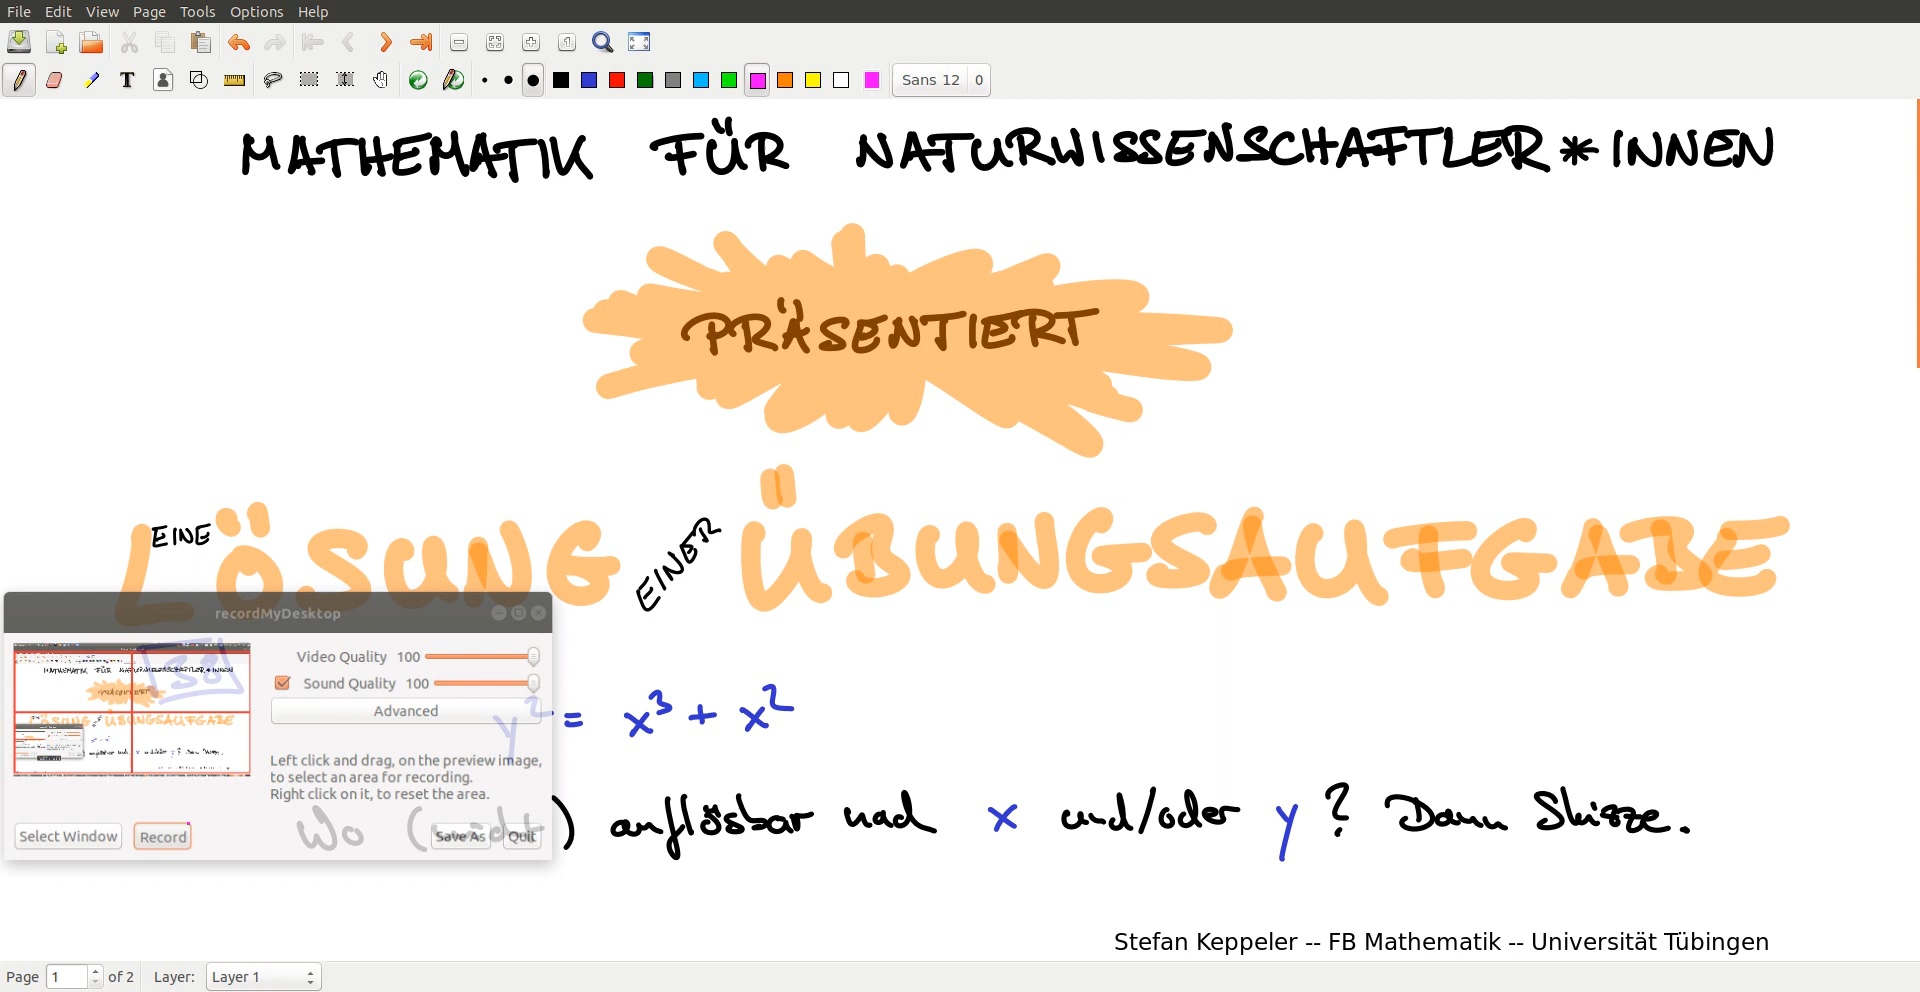 File Edit View Page Tools Options Help
Sans 12 0
MATHEMATIK FÜR NATURWISSENSCHAFTLER*INNEN
PRÄSENTIERT
EINE LÖSUNG EINER ÜBUNGSAUFGABE
recordMyDesktop
38
Video Quality 100
Sound Quality 100
Advanced
y² = x³ + x²
Left click and drag, on the preview image,
to select an area for recording.
Right click on it, to reset the area.
Wo (nicht) auflösbar nach x und/oder y? Dann Skizze.
Select Window Record Save As Quit
Stefan Keppeler -- FB Mathematik -- Universität Tübingen
Page 1 of 2 Layer: Layer 1